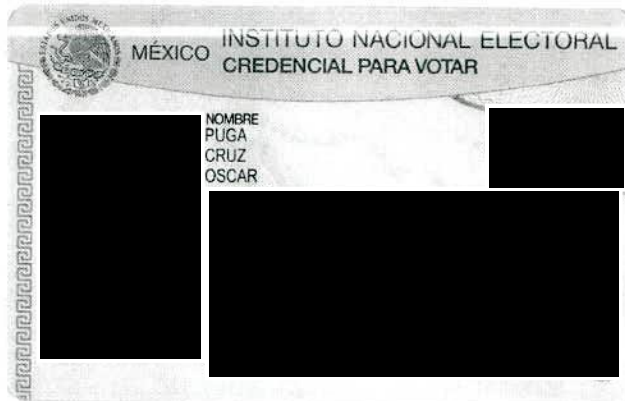 MÉXICO
INSTITUTO NACIONAL ELECTORAL
CREDENCIAL PARA VOTAR
NOMBRE
PUGA
CRUZ
OSCAR